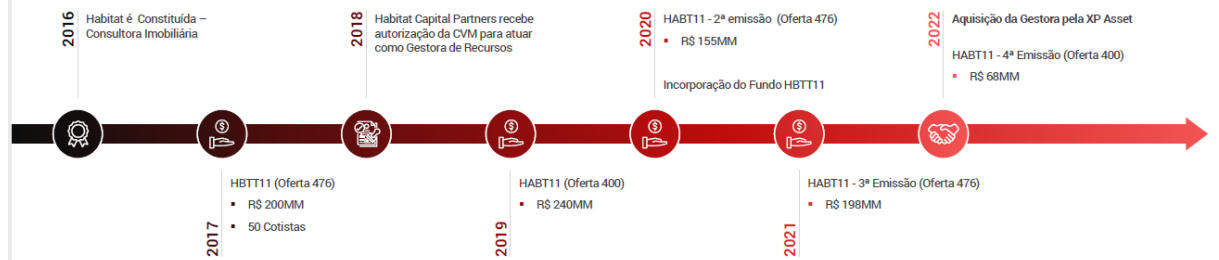 2016
Habitat é Constituída –
Consultora Imobiliária
2018
Habitat Capital Partners recebe
autorização da CVM para atuar
como Gestora de Recursos
2020
HABT11 - 2ª emissão (Oferta 476)
▪ R$ 155MM
Incorporação do Fundo HBTT11
2022
Aquisição da Gestora pela XP Asset
HABT11 - 4ª Emissão (Oferta 400)
▪ R$ 68MM
2017
HBTT11 (Oferta 476)
▪ R$ 200MM
▪ 50 Cotistas
2019
HABT11 (Oferta 400)
▪ R$ 240MM
2021
HABT11 - 3ª Emissão (Oferta 476)
▪ R$ 198MM